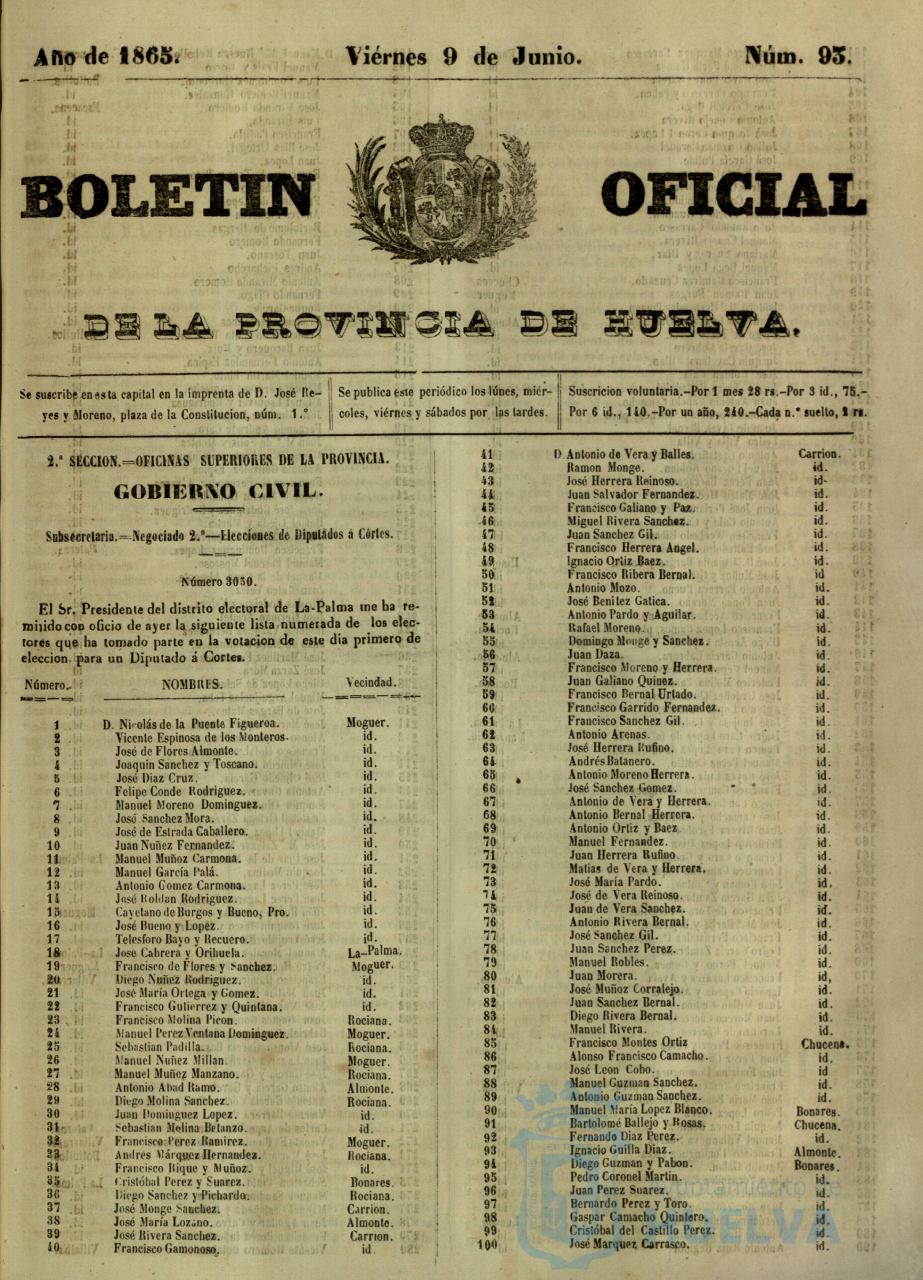 Año de 1865.
Viérnes 9 de Junio.
Núm. 93.
BOLETIN OFICIAL
DE LA PROVINCIA DE HUELVA.
Se suscribe en esta capital en la imprenta de D. José Re-
yes y Moreno, plaza de la Constitucion, núm. 1.º
Se publica éste periódico los lúnes, miér-
coles, viérnes y sábados por las tardes.
Suscricion voluntaria.-Por 1 mes 28 rs.-Por 3 id., 75.-
Por 6 id., 140.-Por un año, 240.-Cada n.º suelto, 2 rs.
2.ª SECCION.=OFICINAS SUPERIORES DE LA PROVINCIA.
GOBIERNO CIVIL.
Subsecretaria.=Negociado 2.º—Elecciones de Diputados á Córtes.
Número 3050.
El Sr. Presidente del distrito electoral de La-Palma me ha re-
mitido con oficio de ayer la siguiente lista numerada de los elec-
tores que ha tomado parte en la votacion de este dia primero de
eleccion para un Diputado á Cortes.
Número. NOMBRES. Vecindad.
1 D. Nicolás de la Puente Figueroa. Moguer.
2 Vicente Espinosa de los Monteros. id.
3 José de Flores Almonte. id.
4 Joaquin Sanchez y Toscano. id.
5 José Diaz Cruz. id.
6 Felipe Conde Rodriguez. id.
7 Manuel Moreno Dominguez. id.
8 José Sanchez Mora. id.
9 José de Estrada Caballero. id.
10 Juan Nuñez Fernandez. id.
11 Manuel Muñoz Carmona. id.
12 Manuel García Palá. id.
13 Antonio Gomez Carmona. id.
14 José Roldan Rodriguez. id.
15 Cayetano de Burgos y Bueno, Pro. id.
16 José Bueno y Lopez. id.
17 Telesforo Bayo y Recuero. id.
18 José Cabrera y Orihuela. La-Palma.
19 Francisco de Flores y Sanchez. Moguer.
20 Diego Nuñez Rodriguez. id.
21 José María Ortega y Gomez. id.
22 Francisco Gutierrez y Quintana. id.
23 Francisco Molina Picon. Rociana.
24 Manuel Perez Ventana Dominguez. Moguer.
25 Sebastian Padilla. Rociana.
26 Manuel Nuñez Millan. Moguer.
27 Manuel Muñoz Manzano. Rociana.
28 Antonio Abad Ramo. Almonte.
29 Diego Molina Sanchez. Rociana.
30 Juan Dominguez Lopez. id.
31 Sebastian Molina Betanzo. id.
32 Francisco Perez Ramirez. Moguer.
23 Andrés Márquez Hernandez. Rociana.
34 Francisco Rique y Muñoz. id.
35 Cristóbal Perez y Suarez. Bonares.
36 Diego Sanchez y Pichardo. Rociana.
37 José Monge Sanchez. Carrion.
38 José María Lozano. Almonte.
39 José Rivera Sanchez. Carrion.
40 Francisco Gamonoso. id.
41 D. Antonio de Vera y Balles. Carrion.
42 Ramon Monge. id.
43 José Herrera Reinoso. id.
44 Juan Salvador Fernandez. id.
45 Francisco Galiano y Paz. id.
46 Miguel Rivera Sanchez. id.
47 Juan Sanchez Gil. id.
48 Francisco Herrera Angel. id.
49 Ignacio Ortiz Baez. id.
50 Francisco Ribera Bernal. id
51 Antonio Mozo. id.
52 José Benitez Gatica. id.
53 Antonio Pardo y Aguilar. id.
54 Rafael Moreno. id.
55 Domingo Monge y Sanchez. id.
56 Juan Daza. id.
57 Francisco Moreno y Herrera. id.
58 Juan Galiano Quinez. id.
59 Francisco Bernal Urtado. id.
60 Francisco Garrido Fernandez. id.
61 Francisco Sanchez Gil. id.
62 Antonio Arenas. id.
63 José Herrera Rufino. id.
64 Andrés Batanero. id.
65 Antonio Moreno Herrera. id.
66 José Sanchez Gomez. id.
67 Antonio de Vera y Herrera. id.
68 Antonio Bernal Herrera. id.
69 Antonio Ortiz y Baez id.
70 Manuel Fernandez. id.
71 Juan Herrera Rufino id.
72 Matías de Vera y Herrera. id.
73 José María Pardo. id.
74 José de Vera Reinoso. id.
75 Juan de Vera Sanchez. id.
76 Antonio Rivera Bernal. id.
77 José Sanchez Gil. id.
78 Juan Sanchez Perez. id.
79 Manuel Robles. id.
80 Juan Morera. id,
81 José Muñoz Corralejo. id.
82 Juan Sanchez Bernal. id.
83 Diego Rivera Bernal. id.
84 Manuel Rivera. id.
85 Francisco Montes Ortiz Chucena.
86 Alonso Francisco Camacho. id.
87 José Leon Cobo. id
88 Manuel Guzman Sanchez. id.
89 Antonio Guzman Sanchez. id.
90 Manuel María Lopez Blanco. Bonares.
91 Bartolomé Ballejo y Rosas. Chucena.
92 Fernando Diaz Perez. id.
93 Ignacio Guilla Diaz. Almonte.
94 Diego Guzman y Pabon. Bonares.
95 Pedro Coronel Martin. id.
96 Juan Perez Suarez. id.
97 Bernardo Perez y Toro. id.
98 Gaspar Camacho Quintero. id.
99 Cristóbal del Castillo Perez. id.
100 José Marquez Carrasco. id.